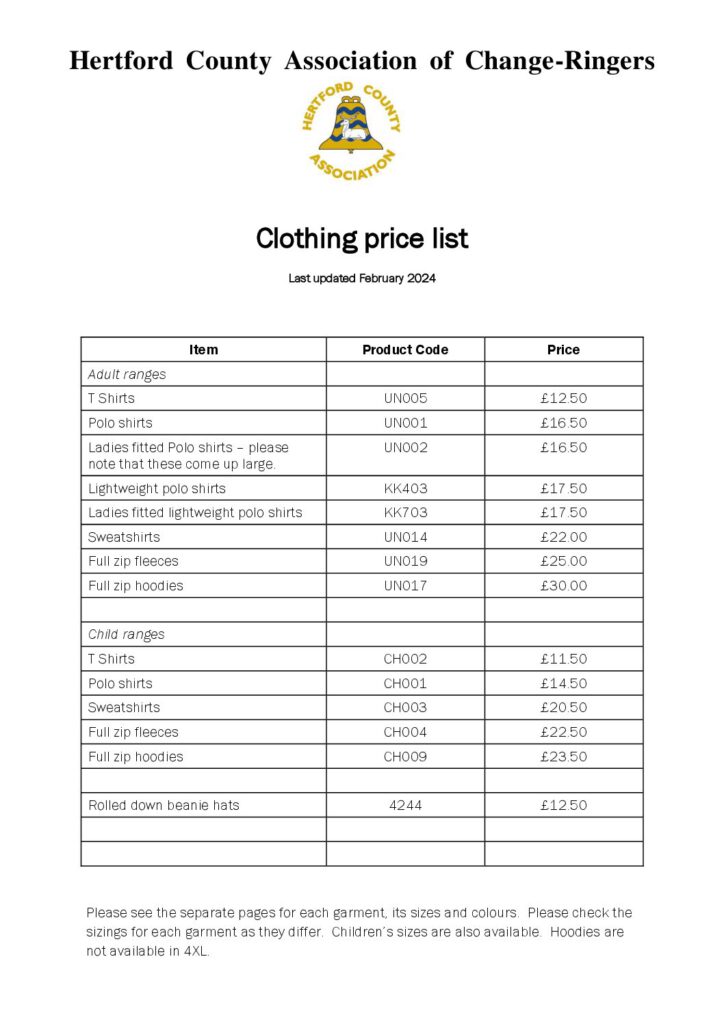 Hertford County Association of Change-Ringers
HERTFORD COUNTY
ASSOCIATION
Clothing price list
Last updated February 2024
Item Product Code Price
Adult ranges
T Shirts UN005 £12.50
Polo shirts UN001 £16.50
Ladies fitted Polo shirts – please UN002 £16.50
note that these come up large.
Lightweight polo shirts KK403 £17.50
Ladies fitted lightweight polo shirts KK703 £17.50
Sweatshirts UN014 £22.00
Full zip fleeces UN019 £25.00
Full zip hoodies UN017 £30.00
Child ranges
T Shirts CH002 £11.50
Polo shirts CH001 £14.50
Sweatshirts CH003 £20.50
Full zip fleeces CH004 £22.50
Full zip hoodies CH009 £23.50
Rolled down beanie hats 4244 £12.50
Please see the separate pages for each garment, its sizes and colours. Please check the
sizings for each garment as they differ. Children´s sizes are also available. Hoodies are
not available in 4XL.